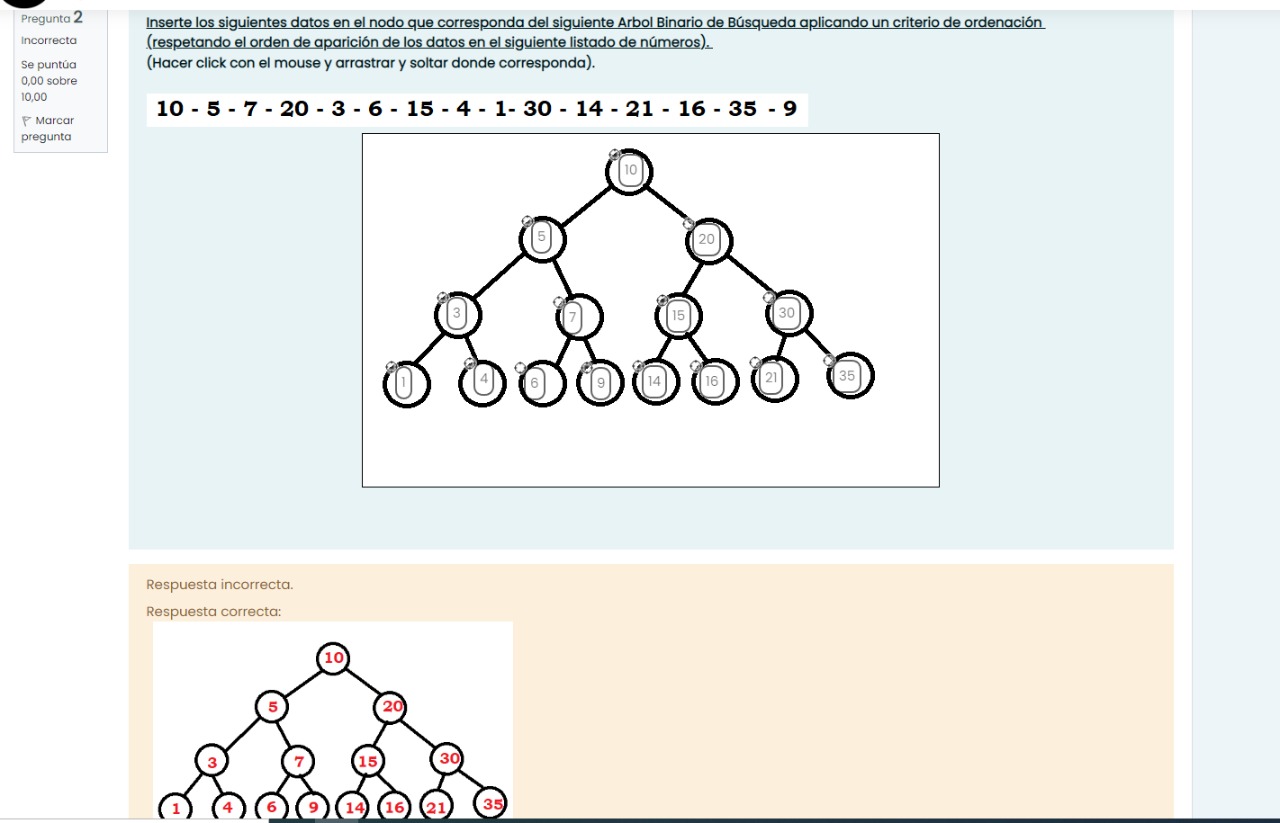 Pregunta 2
Incorrecta
Se puntúa
0,00 sobre
10,00
Marcar
pregunta
Inserte los siguientes datos en el nodo que corresponda del siguiente Arbol Binario de Búsqueda aplicando un criterio de ordenación
(respetando el orden de aparición de los datos en el siguiente listado de números).
(Hacer click con el mouse y arrastrar y soltar donde corresponda).
10 - 5 - 7 - 20 - 3 - 6 - 15 - 4 - 1- 30 - 14 - 21 - 16 - 35 - 9
10
5 20
3 7 15 30
1 4 6 9 14 16 21 35
Respuesta incorrecta.
Respuesta correcta:
10
5 20
3 7 15 30
1 4 6 9 14 16 21 35